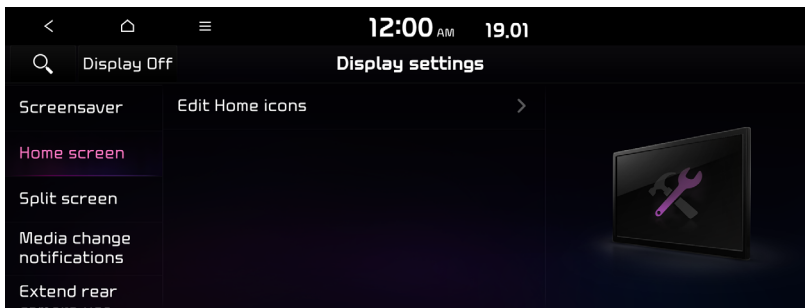 12:00 AM 19.01
Display Off Display settings
Screensaver
Edit Home icons
Home screen
Split screen
Media change
notifications
Extend rear